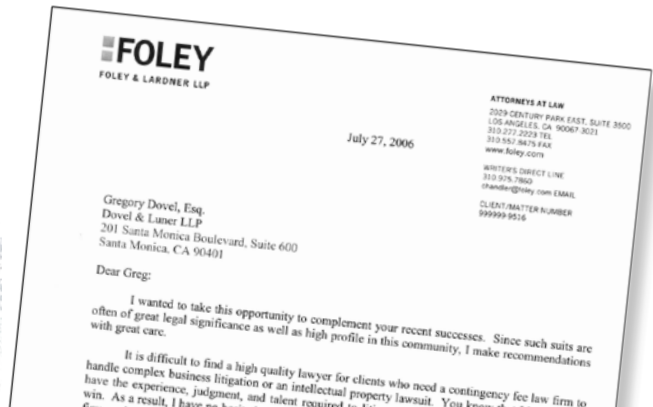 FOLEY
FOLEY & LARDNER LLP
ATTORNEYS AT LAW
2029 CENTURY PARK EAST, SUITE 3500
LOS ANGELES, CA 90067-3021
310.277.2223 TEL
310.557.8475 FAX
www.foley.com
WRITER'S DIRECT LINE
310.975.7860
chandler@foley.com EMAIL
CLIENT/MATTER NUMBER
999999-9516
July 27, 2006
Gregory Dovel, Esq.
Dovel & Luner LLP
201 Santa Monica Boulevard, Suite 600
Santa Monica, CA 90401
Dear Greg:
I wanted to take this opportunity to complement your recent successes. Since such suits are
often of great legal significance as well as high profile in this community, I make recommendations
with great care.
It is difficult to find a high quality lawyer for clients who need a contingency fee law firm to
handle complex business litigation or an intellectual property lawsuit. You know
have the experience, judgment, and talent required to
win. As a result, I have no